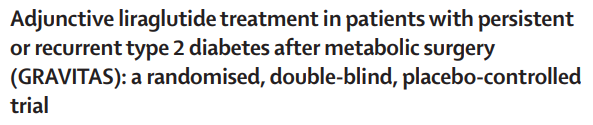 Adjunctive liraglutide treatment in patients with persistent
or recurrent type 2 diabetes after metabolic surgery
(GRAVITAS): a randomised, double-blind, placebo-controlled
trial